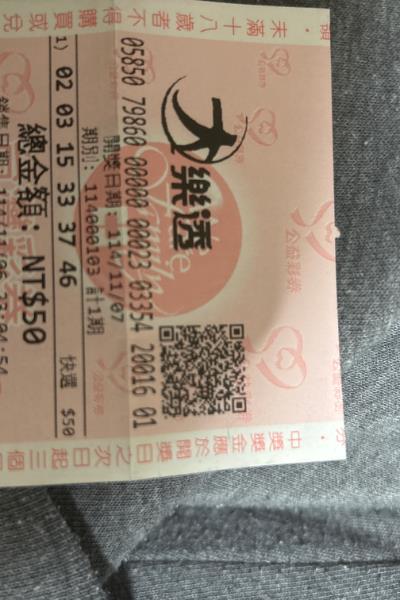 未滿十八歲者不得購買或兌
大樂透
公益彩券
05850 79860 00000 00023 03354 20016 01
開獎日期：114/11/07
期別：114000103 計1期
1) 02 03 15 33 37 46 快選 $50
總金額：NT$50
中獎獎金應於開獎日之次日起三個